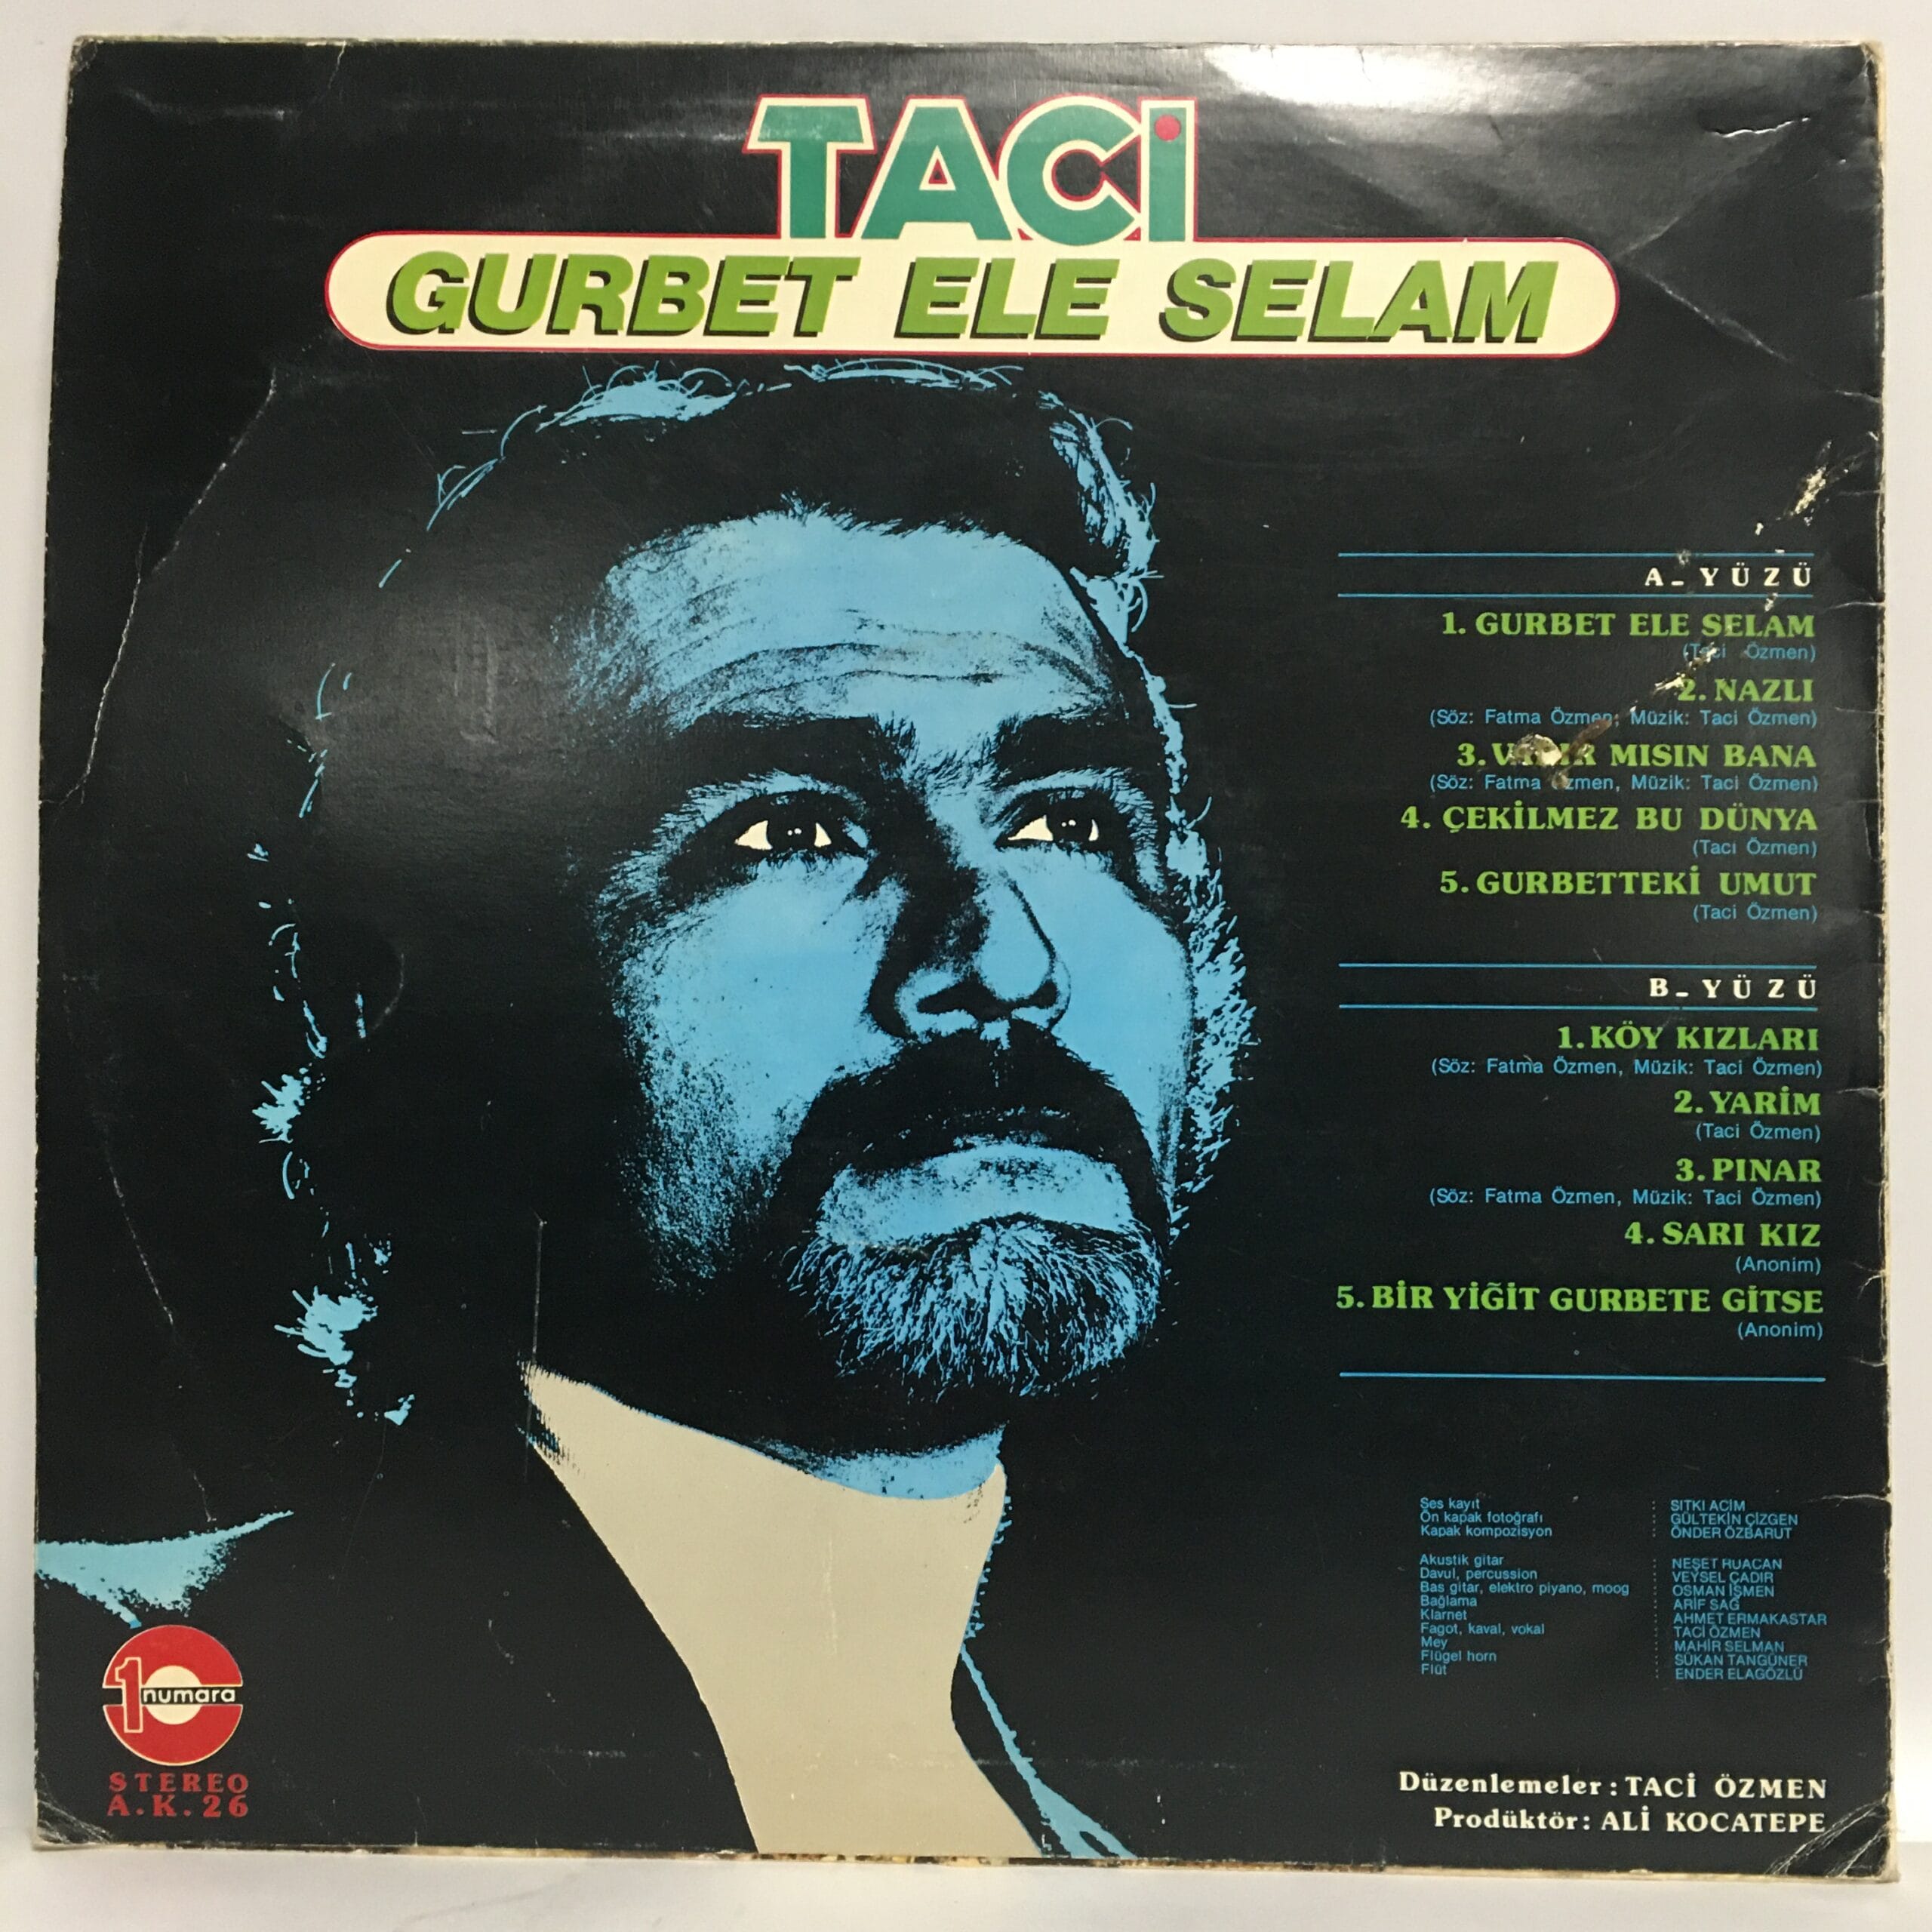 TACİ
GURBET ELE SELAM
A_YÜZÜ
1. GURBET ELE SELAM
Özmen)
2. NAZLI
(Söz: Fatma Özmen, Müzik: Taci Özmen)
3. MISIN BANA
(Söz: Fatma Özmen, Müzik: Taci Özmen)
4. ÇEKİLMEZ BU DÜNYA
(Taci Özmen)
5. GURBETTEKİ UMUT
(Taci Özmen)
B_YÜZÜ
1. KÖY KIZLARI
(Söz: Fatma Özmen, Müzik: Taci Özmen)
2. YARİM
(Taci Özmen)
3. PINAR
(Söz: Fatma Özmen, Müzik: Taci Özmen)
4. SARI KIZ
(Anonim)
5. BİR YİĞİT GURBETE GİTSE
(Anonim)
Ses kayıt : SITKI ACİM
Ön kapak fotoğrafı : GÜLTEKİN ÇİZGEN
Kapak kompozisyon : ÖNDER ÖZBARUT
Akustik gitar : NEŞET RUACAN
Davul, percussion : VEYSEL ÇADIR
Bas gitar, elektro piyano, moog : OSMAN İŞMEN
Bağlama : ARİF SAĞ
Klarnet : AHMET ERMAKASTAR
Fagot, kaval, vokal : TACİ ÖZMEN
Mey : MAHİR SELMAN
Flügel horn : SÜKAN TANGÜNER
Flüt : ENDER ELAGÖZLÜ
1 numara
STEREO
A.K.26
Düzenlemeler : TACİ ÖZMEN
Prodüktör : ALİ KOCATEPE